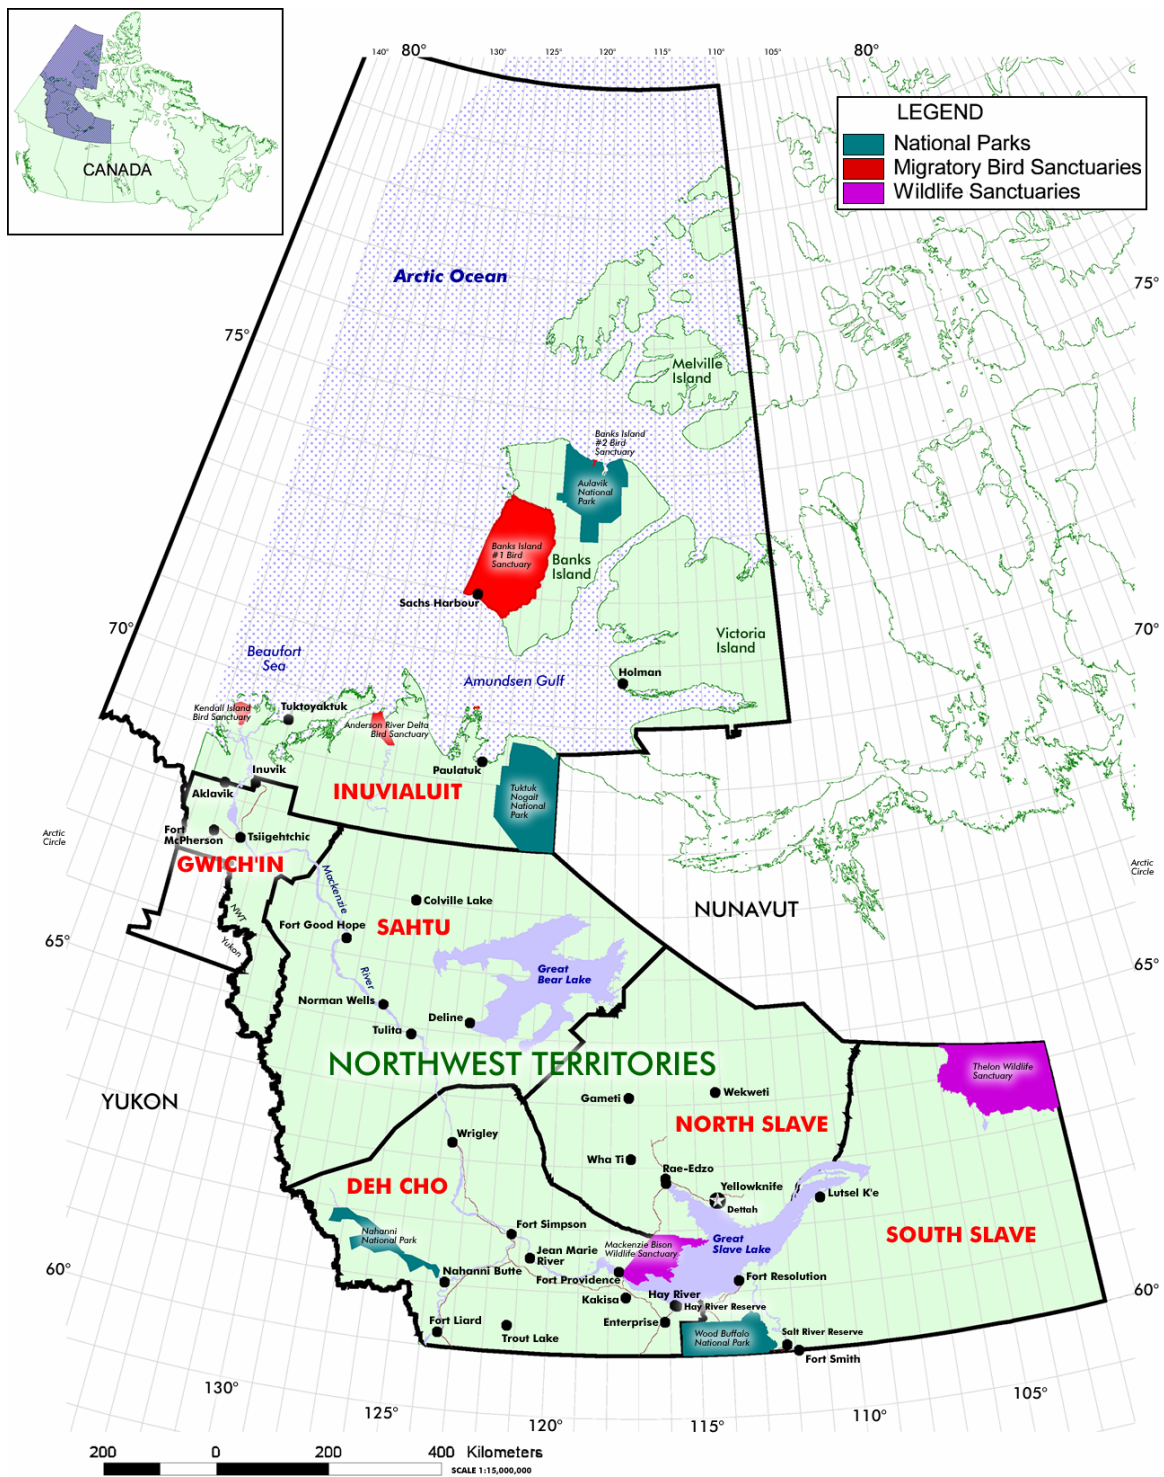 140°
80°
130°
125°
120°
115°
110°
105°
80°
CANADA
LEGEND
National Parks
Migratory Bird Sanctuaries
Wildlife Sanctuaries
Arctic Ocean
75°
75°
Melville
Island
Banks Island
#2 Bird
Sanctuary
Aulavik
National
Park
Banks Island
#1 Bird
Sanctuary
Banks
Island
Sachs Harbour
70°
70°
Victoria
Island
Beaufort
Sea
Amundsen Gulf
Holman
Kendall Island
Bird Sanctuary
Tuktoyaktuk
Anderson River Delta
Bird Sanctuary
Paulatuk
Inuvik
Aklavik
INUVIALUIT
Tuktuk
Nogait
National
Park
Arctic
Circle
Fort
McPherson
Tsiigehtchic
GWICH'IN
Arctic
Circle
Mackenzie
River
Colville Lake
NWT
Yukon
Fort Good Hope
SAHTU
NUNAVUT
65°
65°
Great
Bear Lake
Norman Wells
Deline
Tulita
NORTHWEST TERRITORIES
Thelon Wildlife
Sanctuary
YUKON
Gameti
Wekweti
NORTH SLAVE
Wrigley
Wha Ti
Rae-Edzo
DEH CHO
Yellowknife
Dettah
Lutsel K'e
Nahanni
National Park
Fort Simpson
SOUTH SLAVE
Mackenzie Bison
Wildlife Sanctuary
Great
Slave Lake
Jean Marie
River
60°
Nahanni Butte
Fort Providence
Fort Resolution
60°
Kakisa
Hay River
Hay River Reserve
Fort Liard
Enterprise
Trout Lake
Wood Buffalo
National Park
Salt River Reserve
Fort Smith
130°
125°
120°
115°
110°
105°
200 0 200 400 Kilometers
SCALE 1:15,000,000